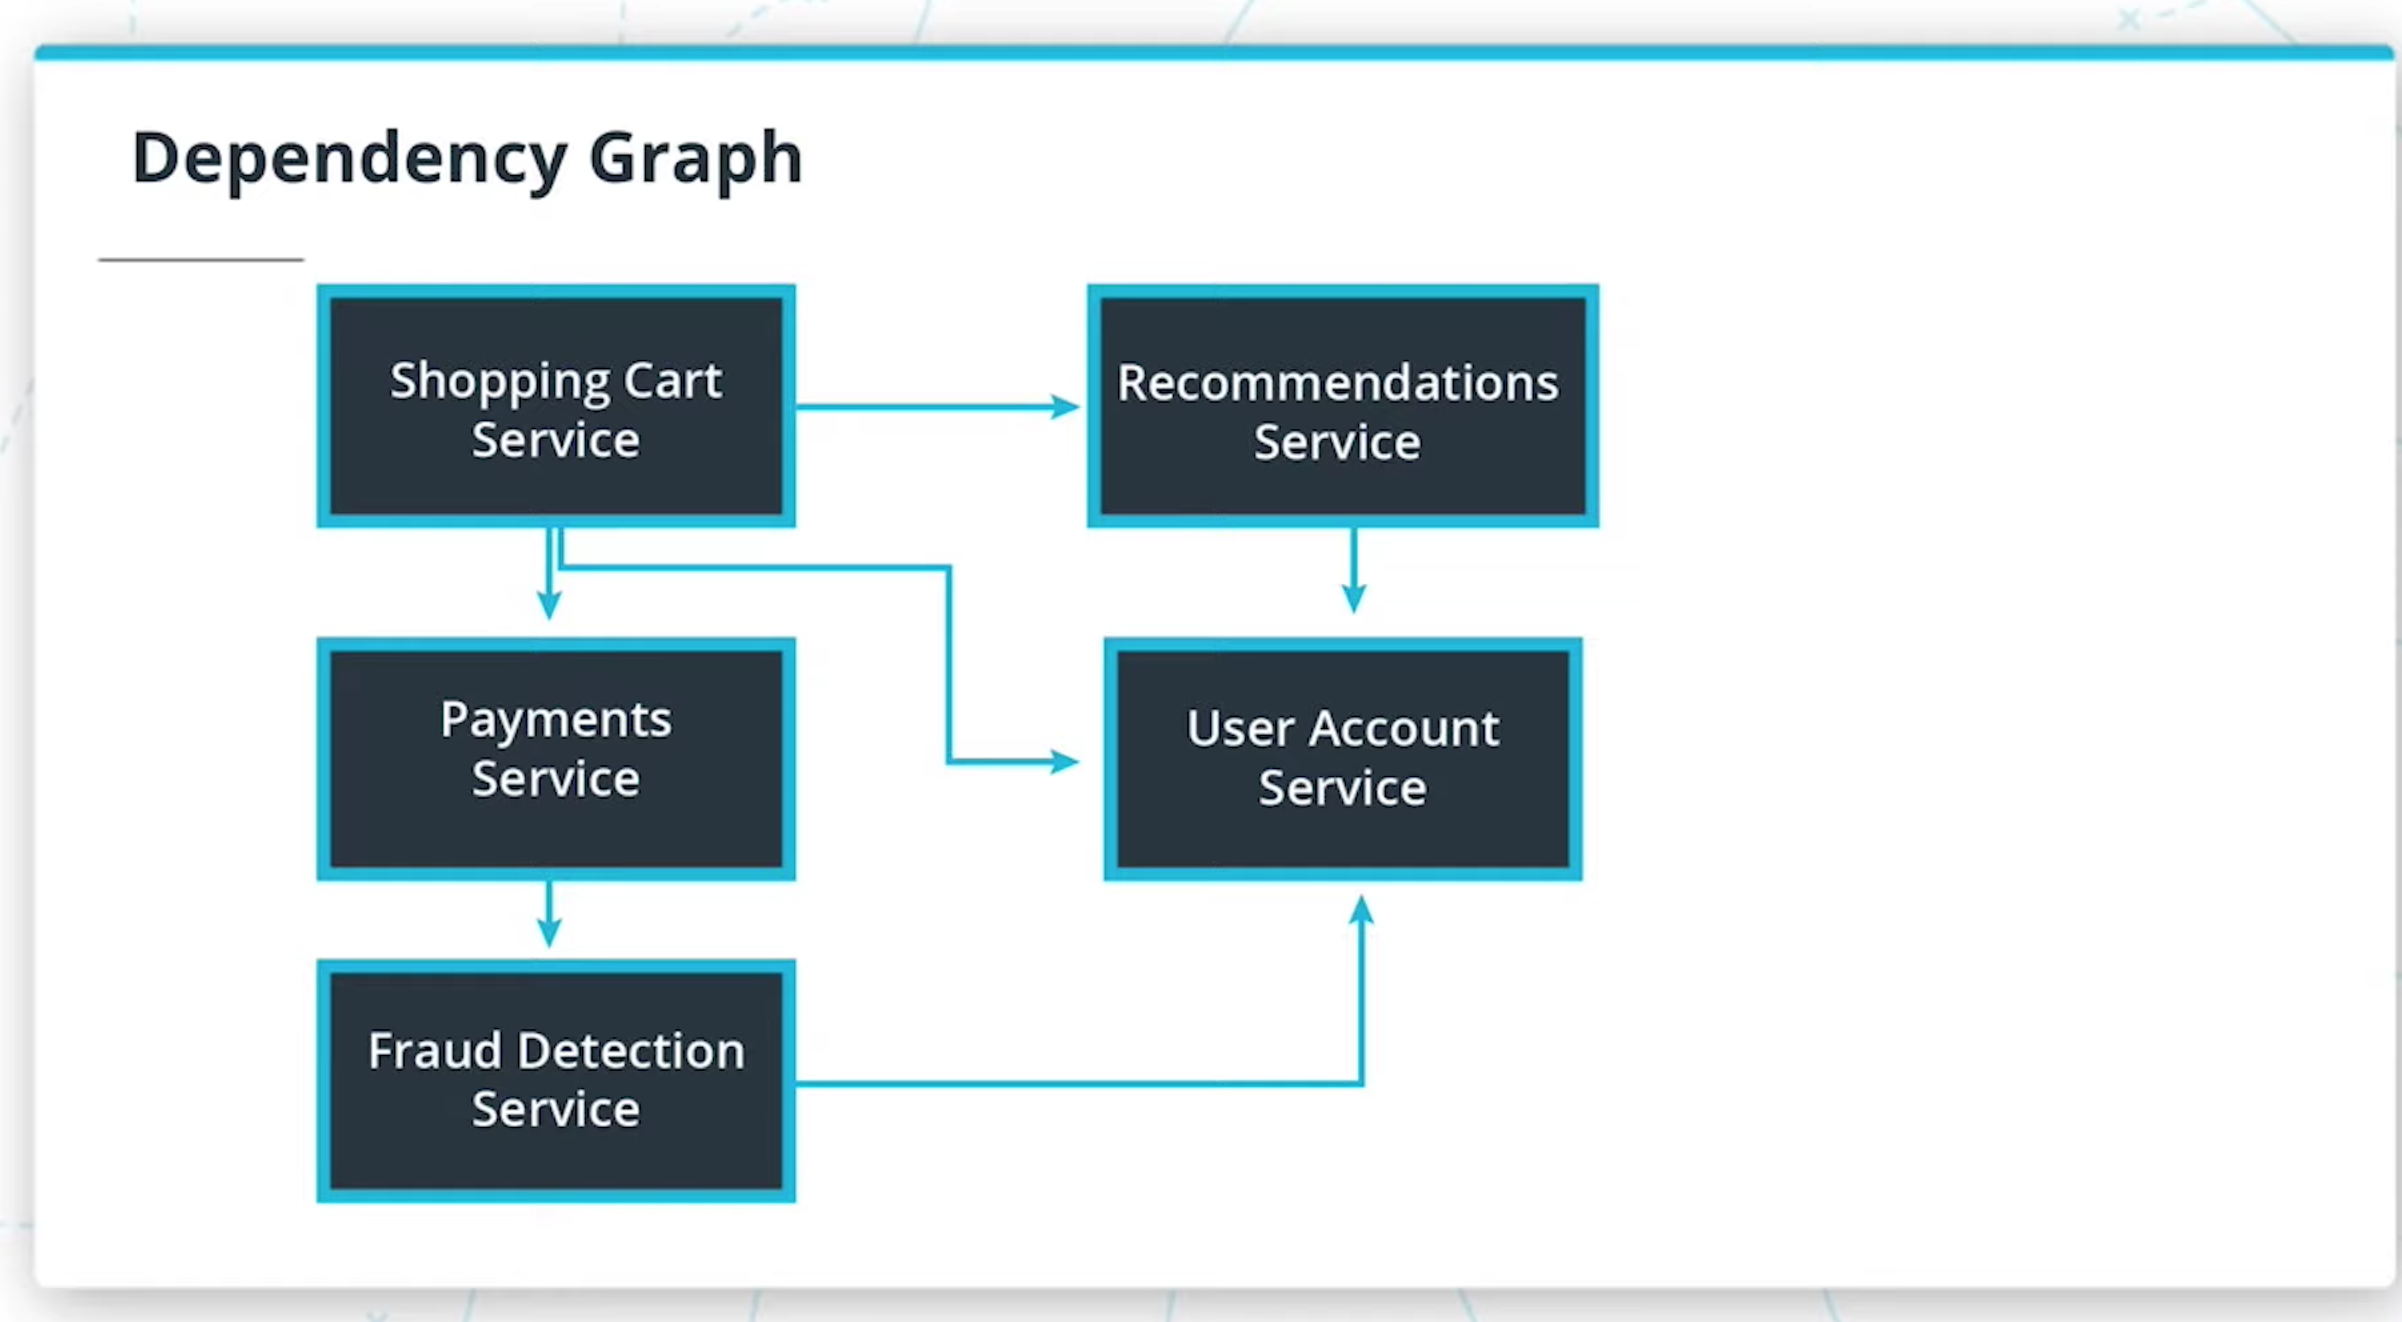 Dependency Graph
Shopping Cart
Service
Recommendations
Service
Payments
Service
User Account
Service
Fraud Detection
Service